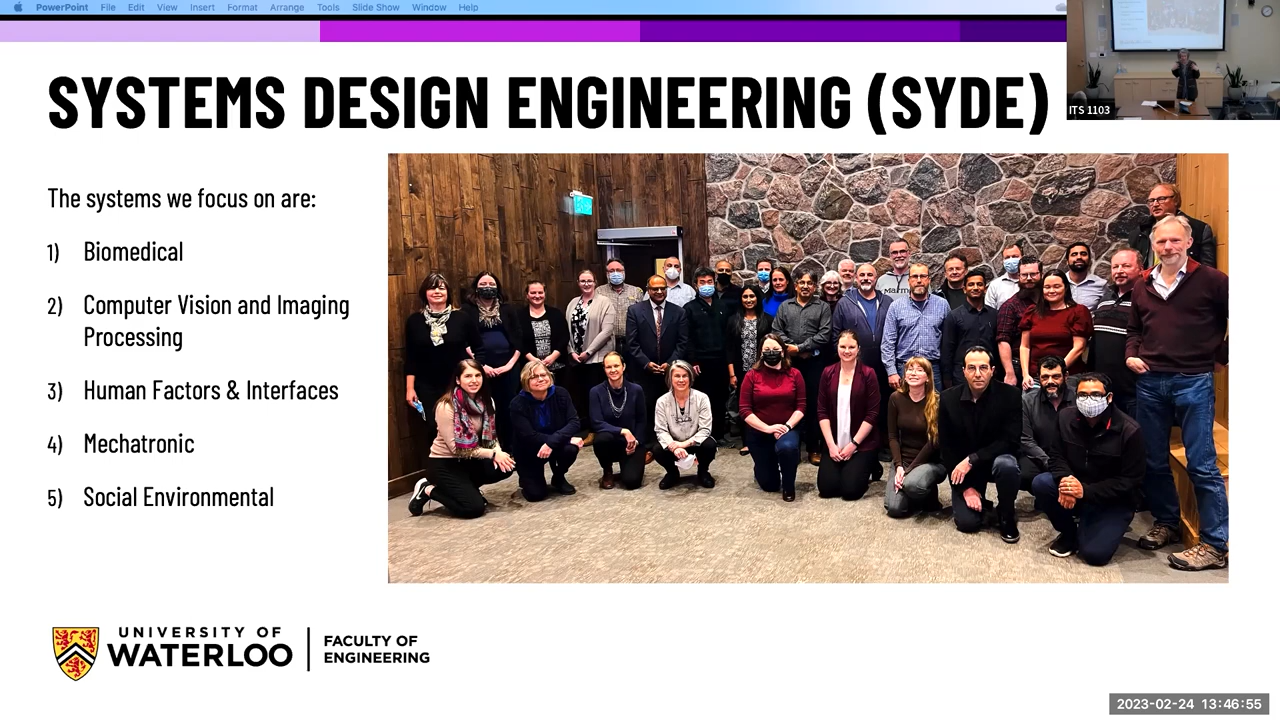 PowerPoint File Edit View Insert Format Arrange Tools Slide Show Window Help
SYSTEMS DESIGN ENGINEERING (SYDE)
ITS 1103
The systems we focus on are:
1) Biomedical
2) Computer Vision and Imaging
Processing
3) Human Factors & Interfaces
4) Mechatronic
5) Social Environmental
UNIVERSITY OF
WATERLOO
FACULTY OF
ENGINEERING
2023-02-24 13:46:55